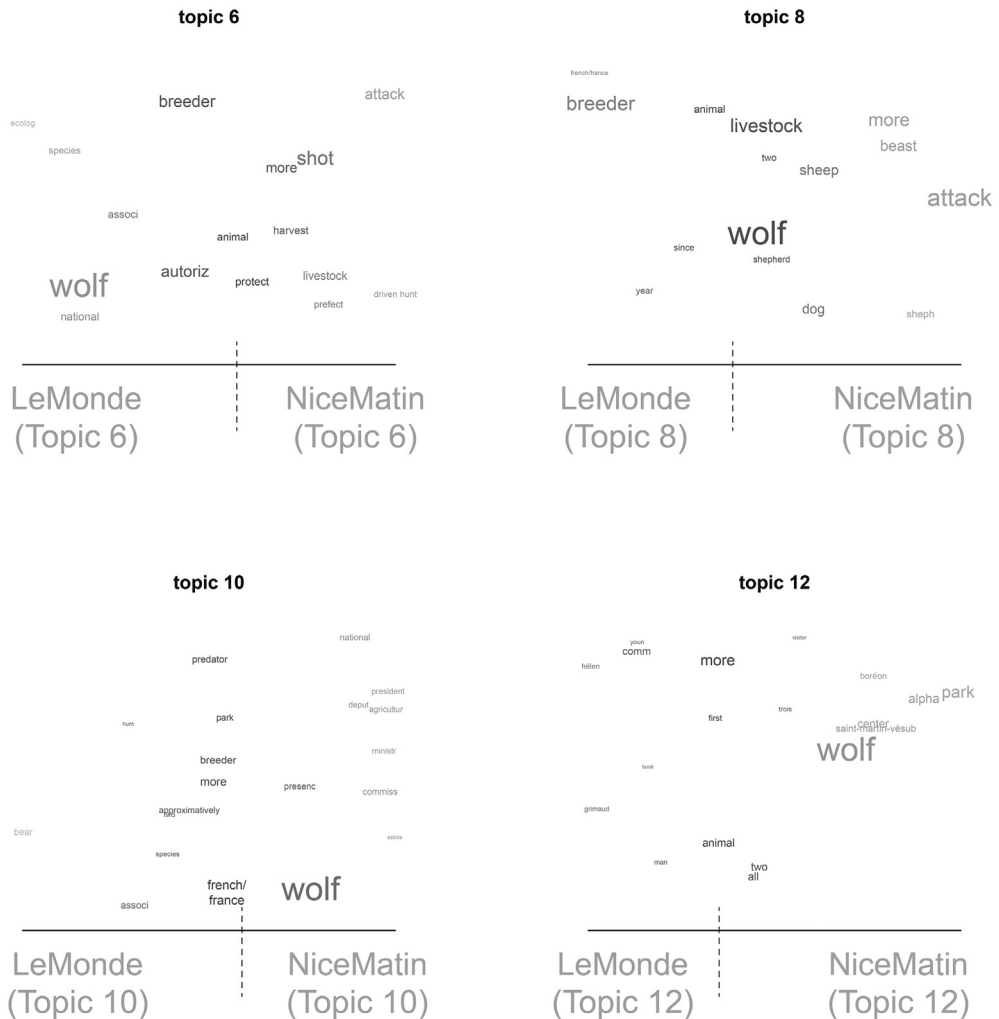 topic 6
breeder
attack
ecolog
species
more shot
associ
animal
harvest
wolf
autoriz
protect
livestock
prefect
driven hunt
national
LeMonde
(Topic 6)
NiceMatin
(Topic 6)
topic 8
french/france
breeder
animal
livestock
more
beast
two
sheep
attack
wolf
since
shepherd
year
dog
sheph
LeMonde
(Topic 8)
NiceMatin
(Topic 8)
topic 10
national
predator
president
deput
agricultur
hunt
park
ministr
breeder
more
presenc
commiss
approximatively
two
bear
species
french/
france
wolf
associ
LeMonde
(Topic 10)
NiceMatin
(Topic 10)
topic 12
youn
comm
visiter
hélen
more
boréon
alpha park
trois
first
center
saint-martin-vésub
wolf
book
grimaud
animal
man
two
all
LeMonde
(Topic 12)
NiceMatin
(Topic 12)